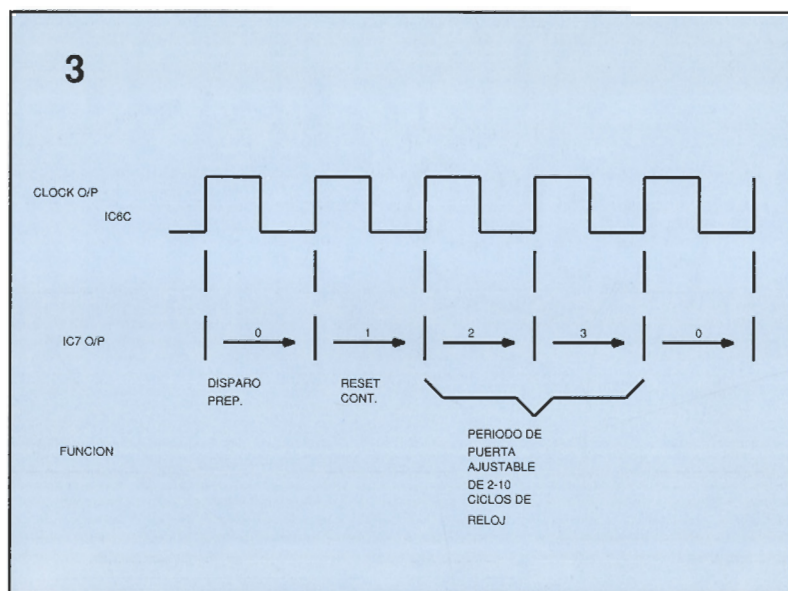 3
CLOCK O/P
IC6C
IC7 O/P
0
1
2
3
0
DISPARO
PREP.
RESET
CONT.
FUNCION
PERIODO DE
PUERTA
AJUSTABLE
DE 2-10
CICLOS DE
RELOJ